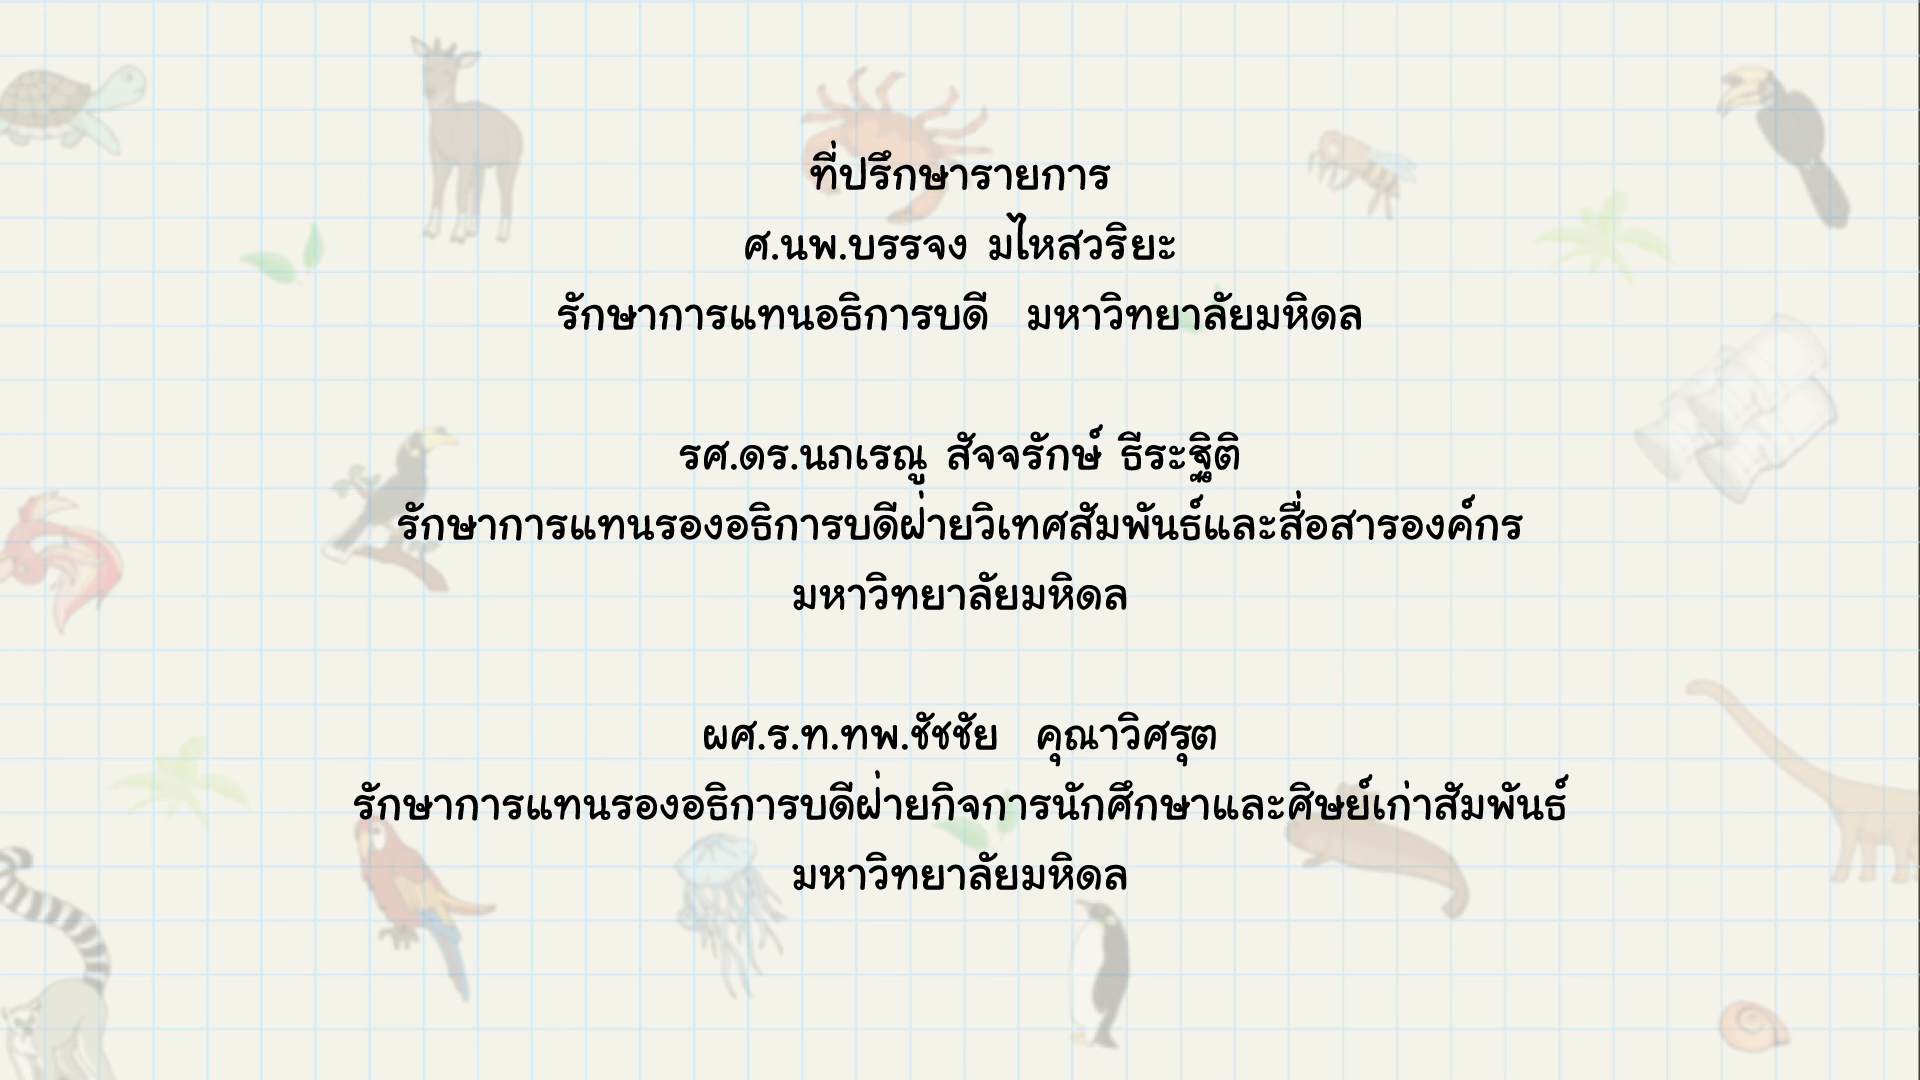 ที่ปรึกษารายการ
ศ.นพ.บรรจง มไหสวริยะ
รักษาการแทนอธิการบดี มหาวิทยาลัยมหิดล
รศ.ดร.นภเรณู สัจจรักษ์ ธีระฐิติ
รักษาการแทนรองอธิการบดีฝ่ายวิเทศสัมพันธ์และสื่อสารองค์กร
มหาวิทยาลัยมหิดล
ผศ.ร.ท.ทพ.ชัชชัย คุณาวิศรุต
รักษาการแทนรองอธิการบดีฝ่ายกิจการนักศึกษาและศิษย์เก่าสัมพันธ์
มหาวิทยาลัยมหิดล